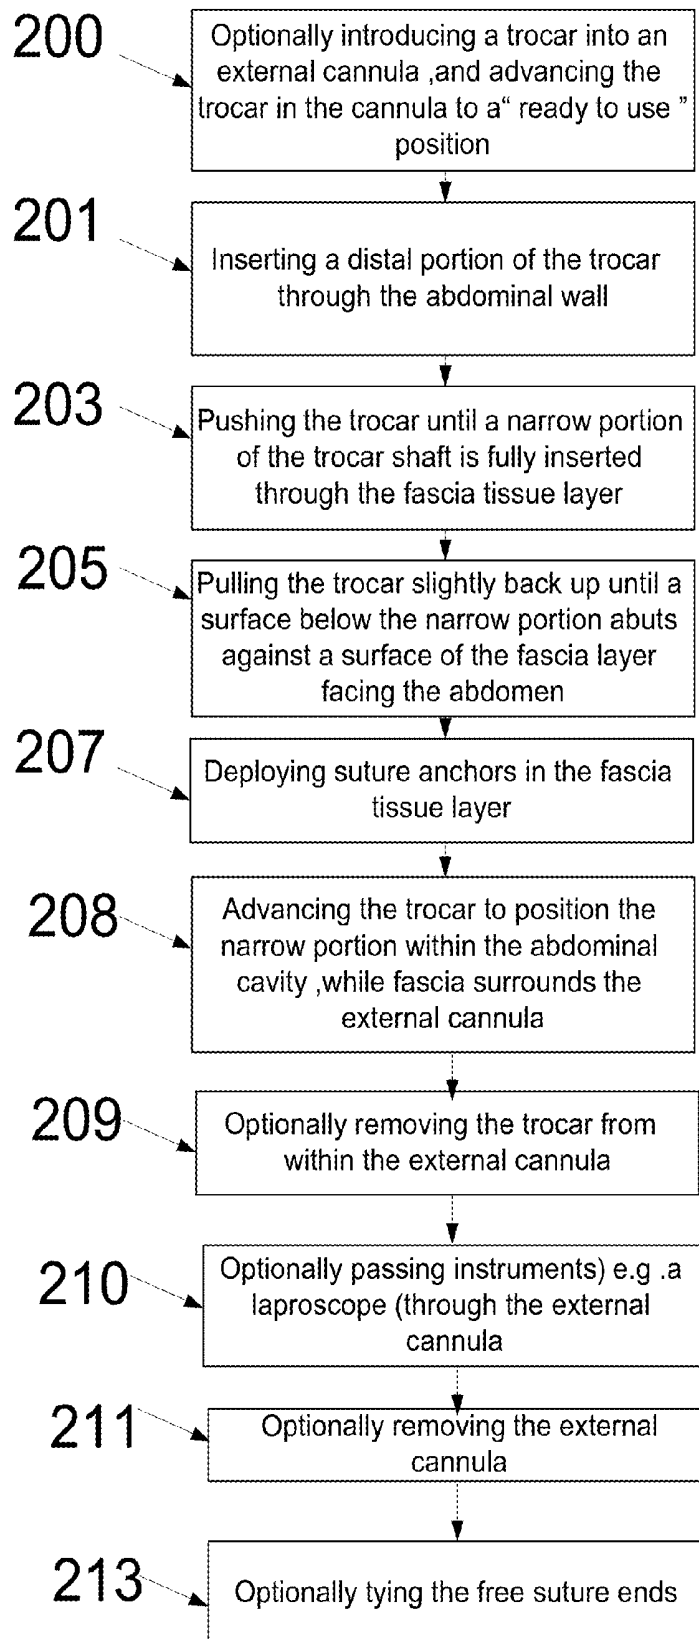 200
Optionally introducing a trocar into an
external cannula ,and advancing the
trocar in the cannula to a“ ready to use ”
position
201
Inserting a distal portion of the trocar
through the abdominal wall
203
Pushing the trocar until a narrow portion
of the trocar shaft is fully inserted
through the fascia tissue layer
205
Pulling the trocar slightly back up until a
surface below the narrow portion abuts
against a surface of the fascia layer
facing the abdomen
207
Deploying suture anchors in the fascia
tissue layer
208
Advancing the trocar to position the
narrow portion within the abdominal
cavity ,while fascia surrounds the
external cannula
209
Optionally removing the trocar from
within the external cannula
210
Optionally passing instruments) e.g .a
laproscope (through the external
cannula
211
Optionally removing the external
cannula
213
Optionally tying the free suture ends